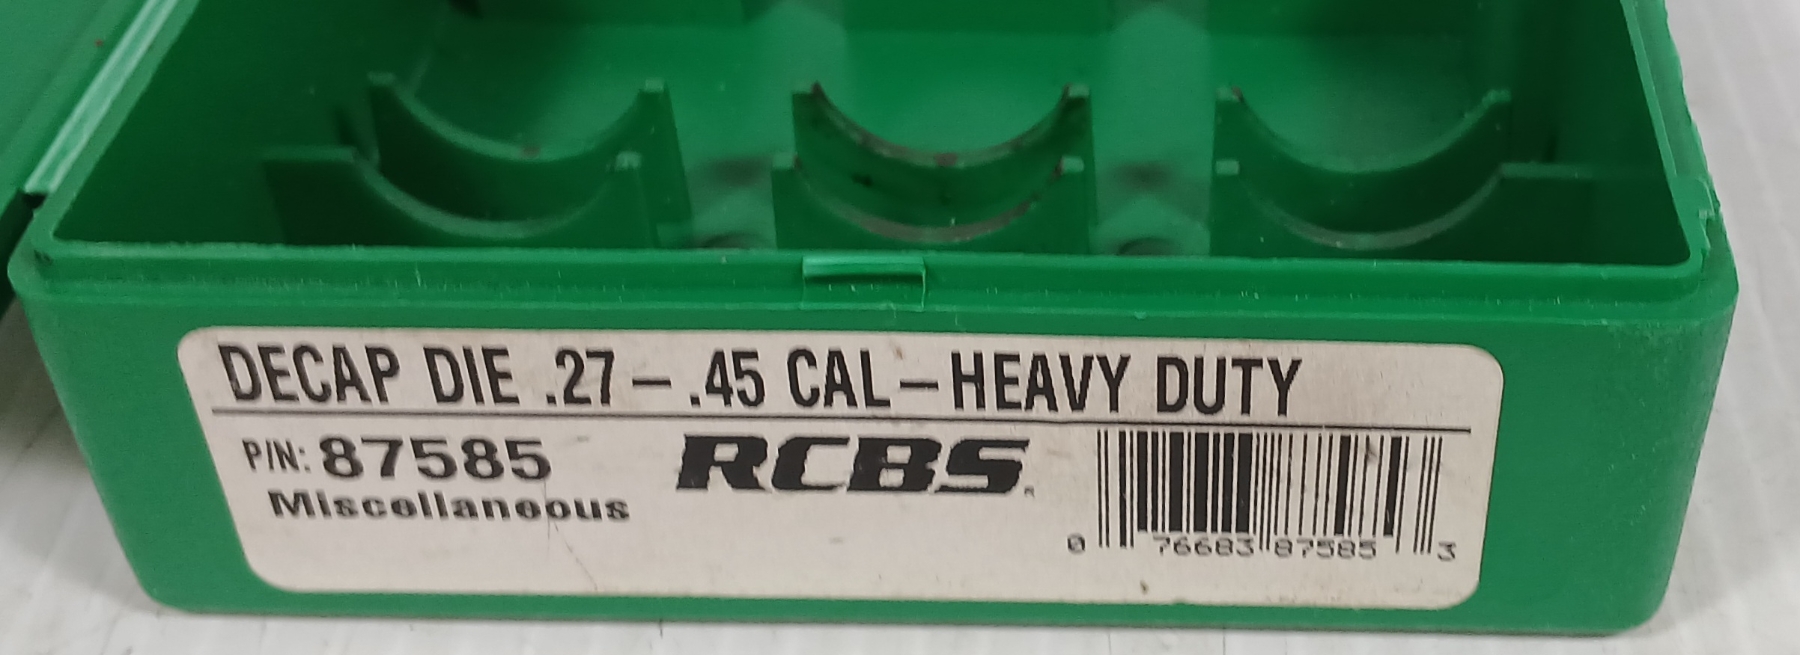 DECAP DIE .27 – .45 CAL – HEAVY DUTY
P/N: 87585
Miscellaneous
RCBS
0 76683 87585 3